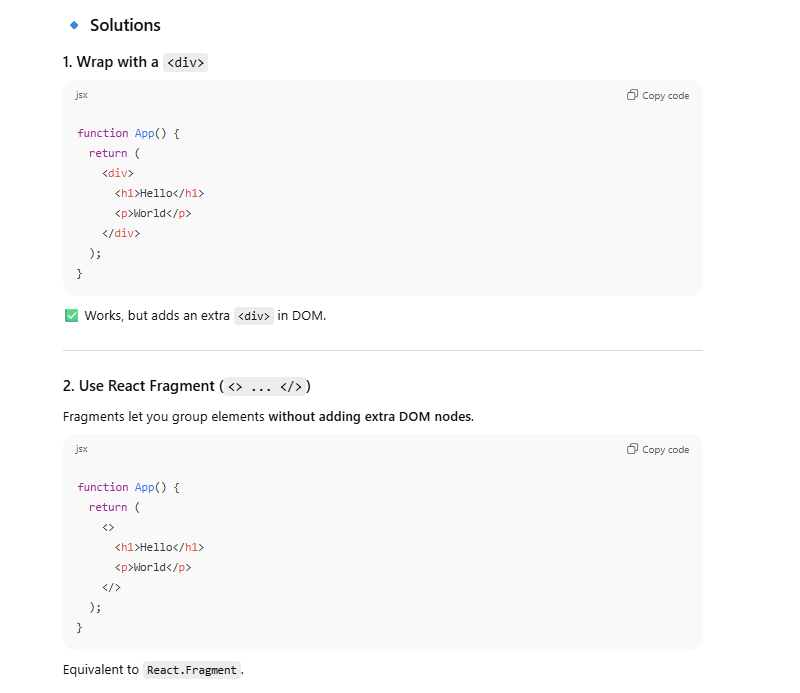 Solutions
1. Wrap with a <div>
jsx
Copy code
function App() {
  return (
    <div>
      <h1>Hello</h1>
      <p>World</p>
    </div>
  );
}
Works, but adds an extra <div> in DOM.
2. Use React Fragment (<> ... </>)
Fragments let you group elements without adding extra DOM nodes.
jsx
Copy code
function App() {
  return (
    <>
      <h1>Hello</h1>
      <p>World</p>
    </>
  );
}
Equivalent to React.Fragment.